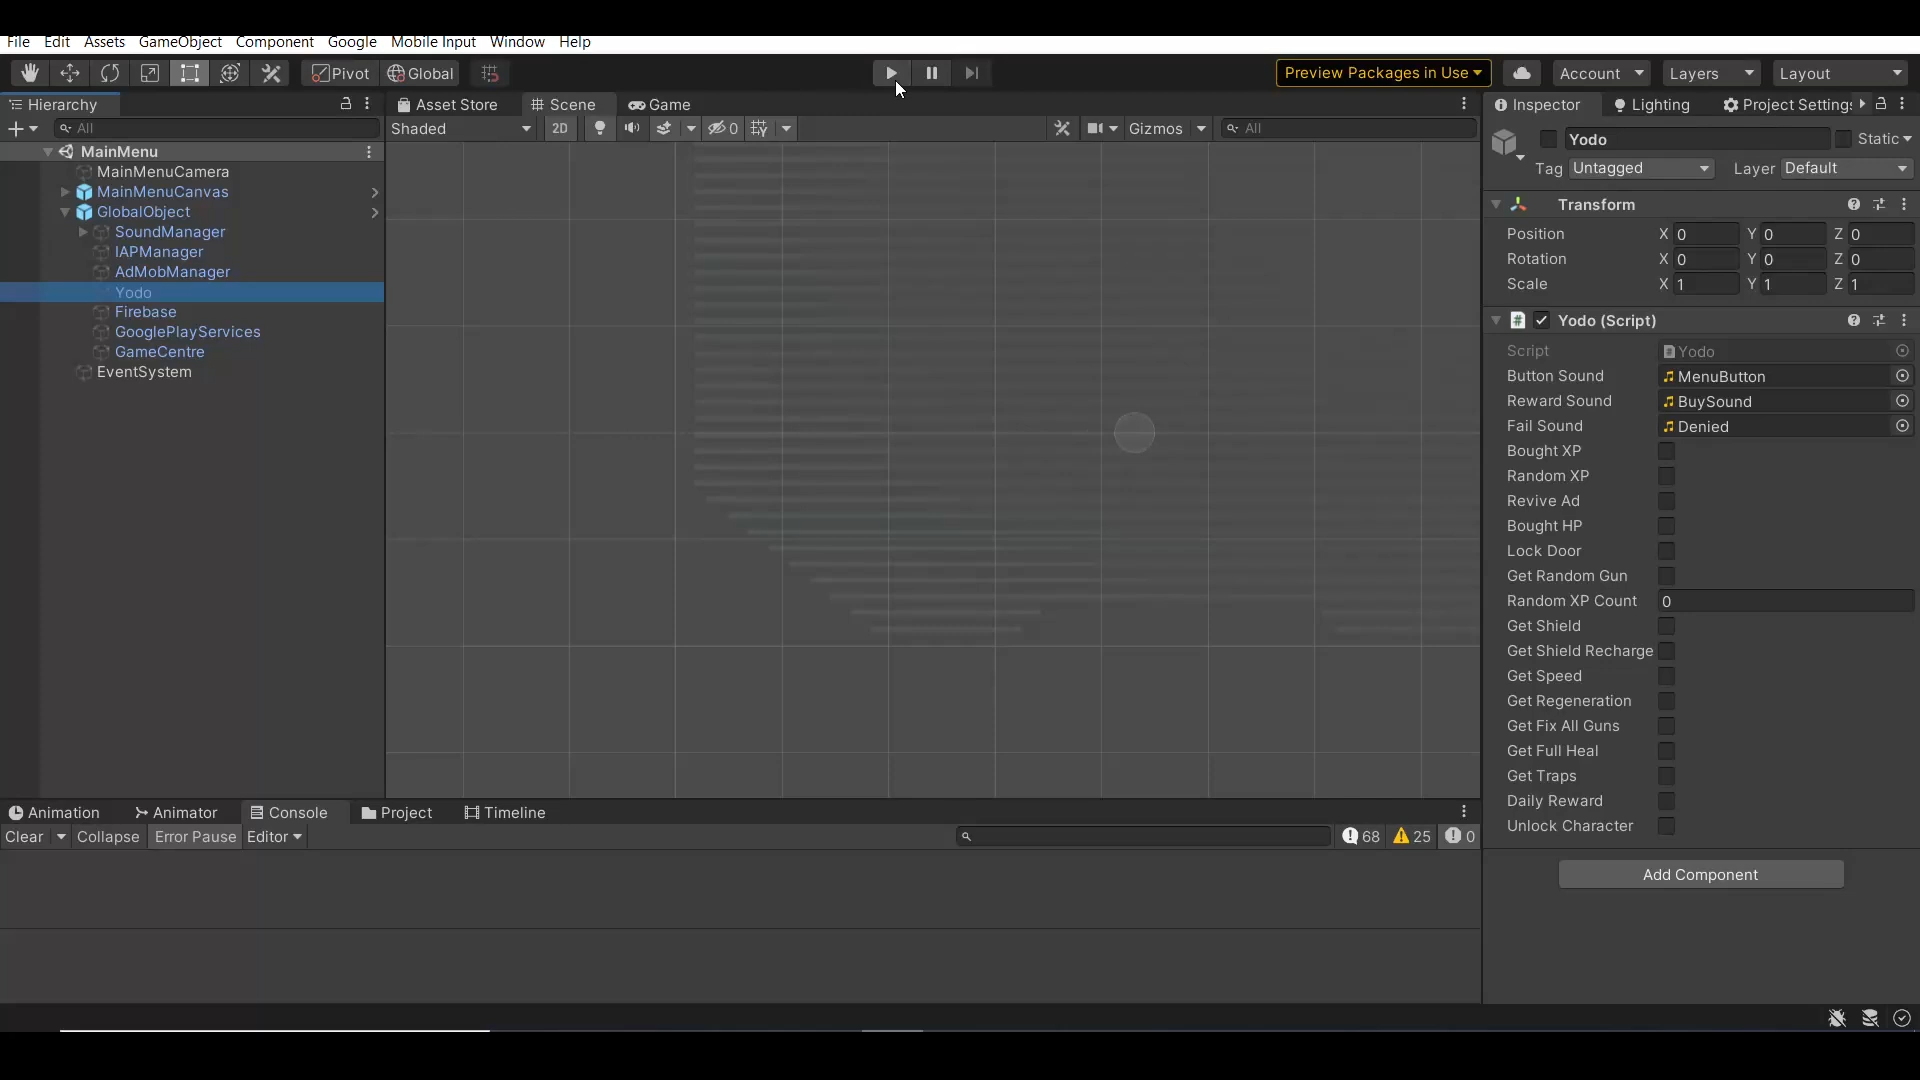 File Edit Assets GameObject Component Google Mobile Input Window Help
Pivot Global Preview Packages in Use Account Layers Layout
Hierarchy
All
MainMenu
MainMenuCamera
MainMenuCanvas
GlobalObject
SoundManager
IAPManager
AdMobManager
Yodo
Firebase
GooglePlayServices
GameCentre
EventSystem
Asset Store Scene Game
Shaded 2D 0 Gizmos All
Inspector Lighting Project Settings
Yodo Static
Tag Untagged Layer Default
Transform
Position X 0 Y 0 Z 0
Rotation X 0 Y 0 Z 0
Scale X 1 Y 1 Z 1
Yodo (Script)
Script Yodo
Button Sound MenuButton
Reward Sound BuySound
Fail Sound Denied
Bought XP
Random XP
Revive Ad
Bought HP
Lock Door
Get Random Gun
Random XP Count 0
Get Shield
Get Shield Recharge
Get Speed
Get Regeneration
Get Fix All Guns
Get Full Heal
Get Traps
Daily Reward
Unlock Character
Add Component
Animation Animator Console Project Timeline
Clear Collapse Error Pause Editor 68 25 0